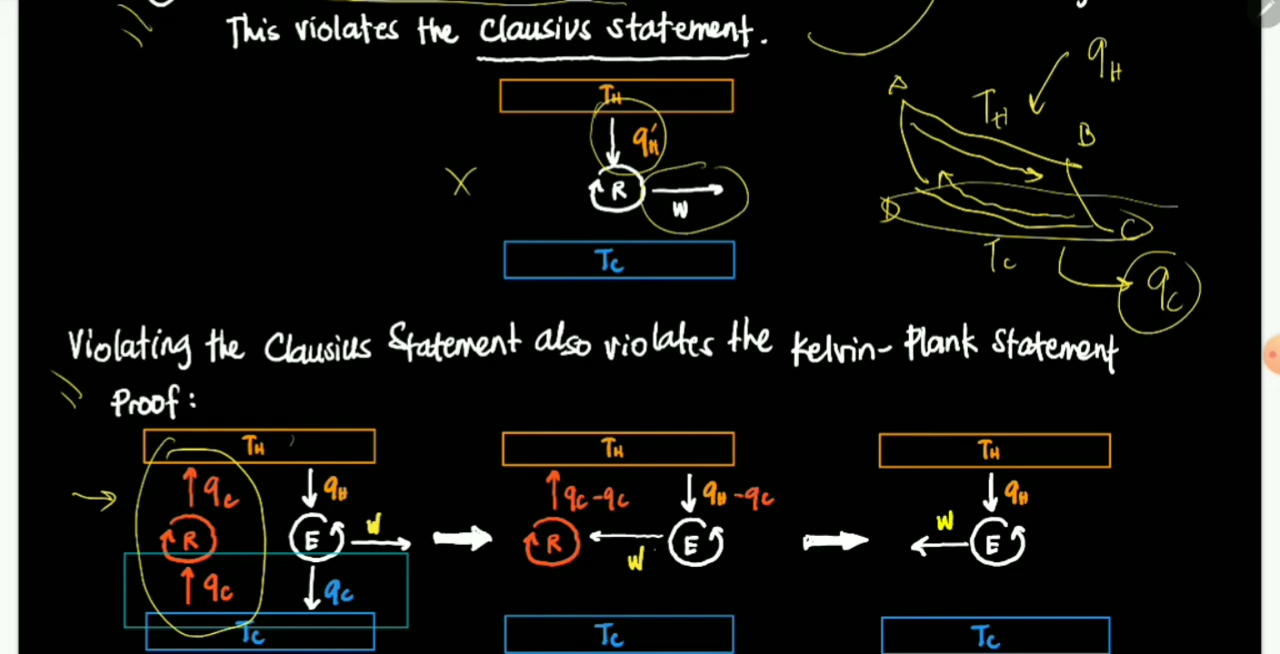 This violates the Clausius statement.
TH
q'H
R
W
TC
X
A
TH
qH
B
D
C
TC
qC
Violating the Clausius Statement also violates the Kelvin-Plank Statement
Proof:
TH
qC
qH
R
E
W
qC
qC
TC
TH
qC-qC
qH-qC
R
W
E
TC
TH
qH
W
E
TC